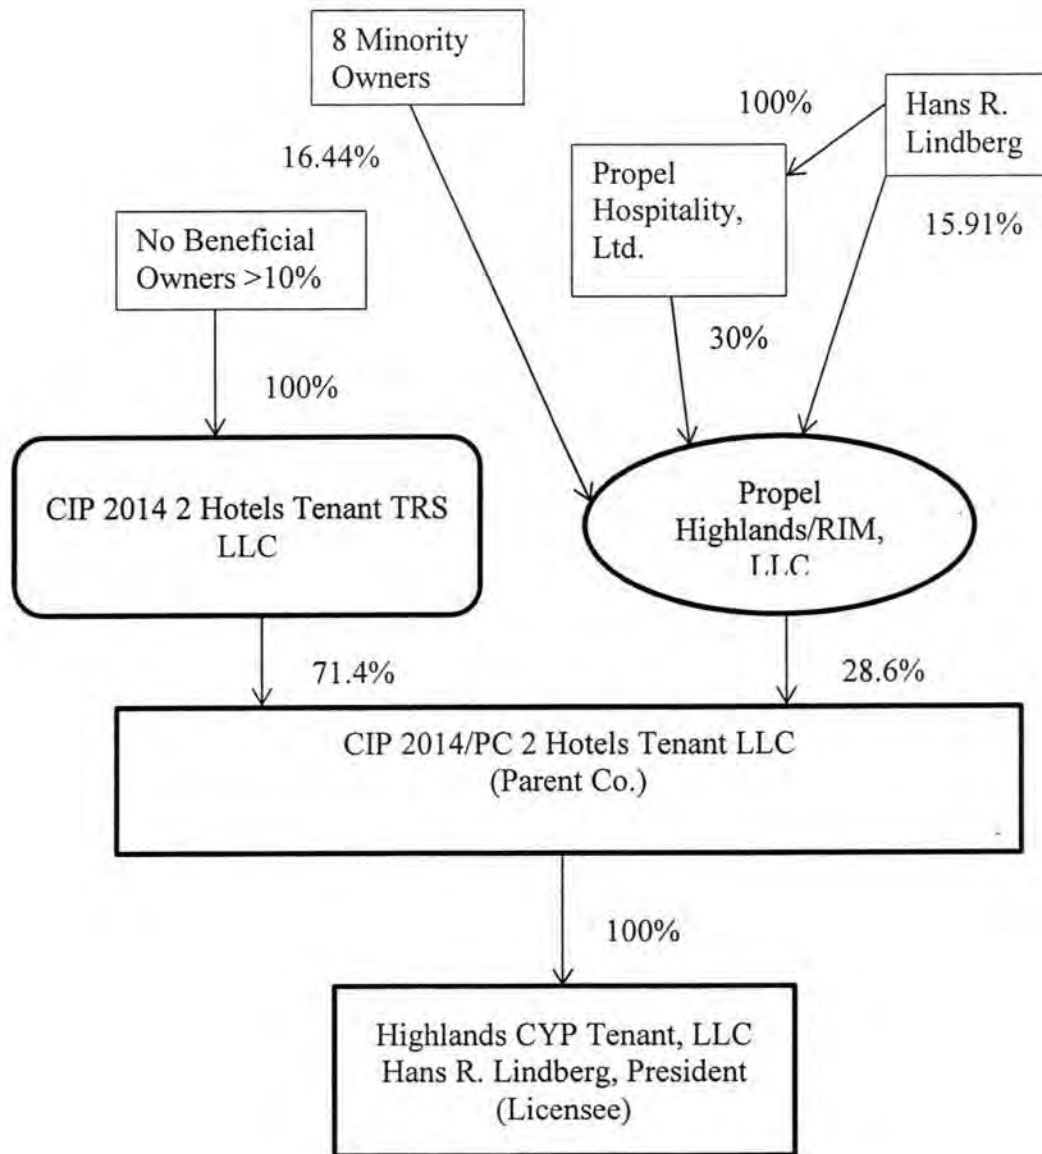 8 Minority
Owners
100%
Hans R.
Lindberg
16.44%
Propel
Hospitality,
Ltd.
15.91%
No Beneficial
Owners >10%
30%
100%
CIP 2014 2 Hotels Tenant TRS
LLC
Propel
Highlands/RIM,
LLC
71.4%
28.6%
CIP 2014/PC 2 Hotels Tenant LLC
(Parent Co.)
100%
Highlands CYP Tenant, LLC
Hans R. Lindberg, President
(Licensee)